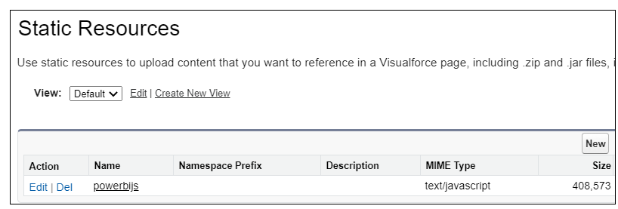 Static Resources
Use static resources to upload content that you want to reference in a Visualforce page, including .zip and .jar files, i
View: Default Edit | Create New View
New
Action Name Namespace Prefix Description MIME Type Size
Edit | Del powerbijs text/javascript 408,573